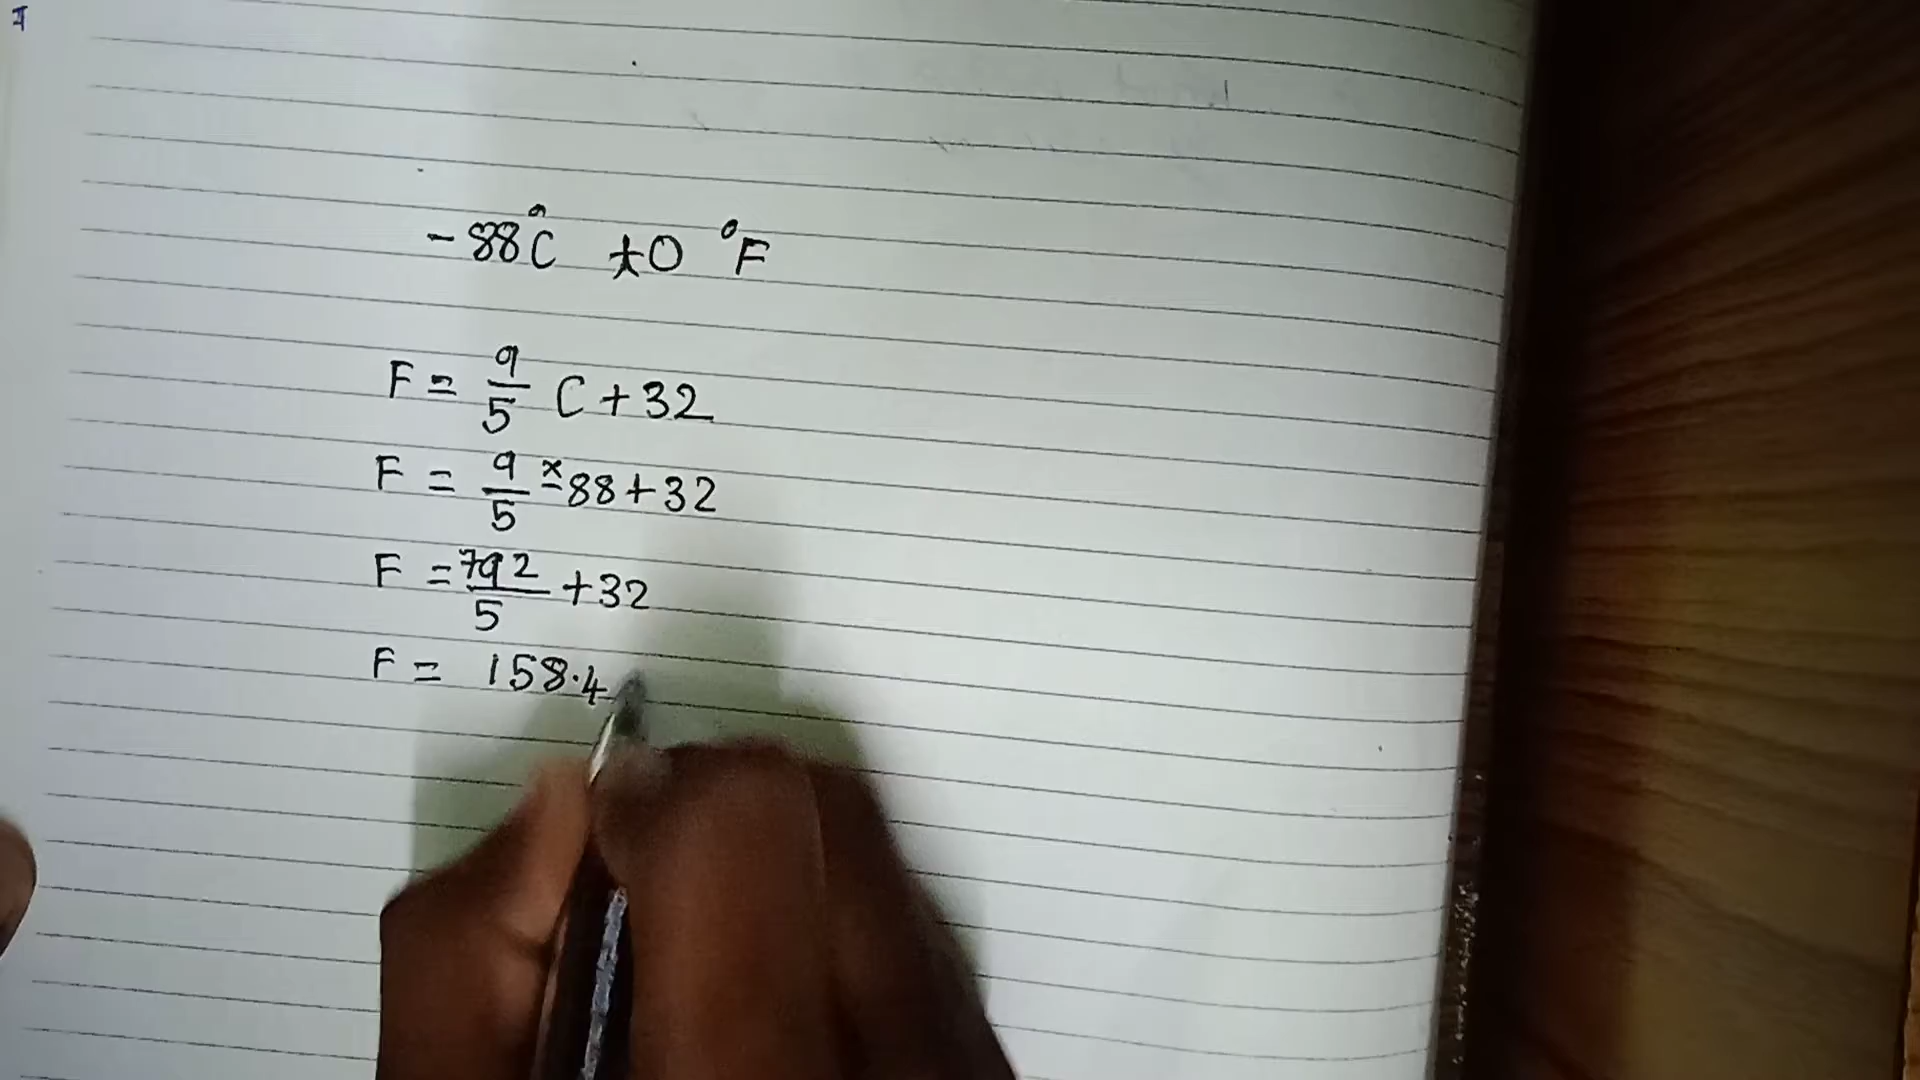 -88°C to °F
F = 9/5 C + 32
F = 9/5 × -88 + 32
F = 792/5 + 32
F = 158.4